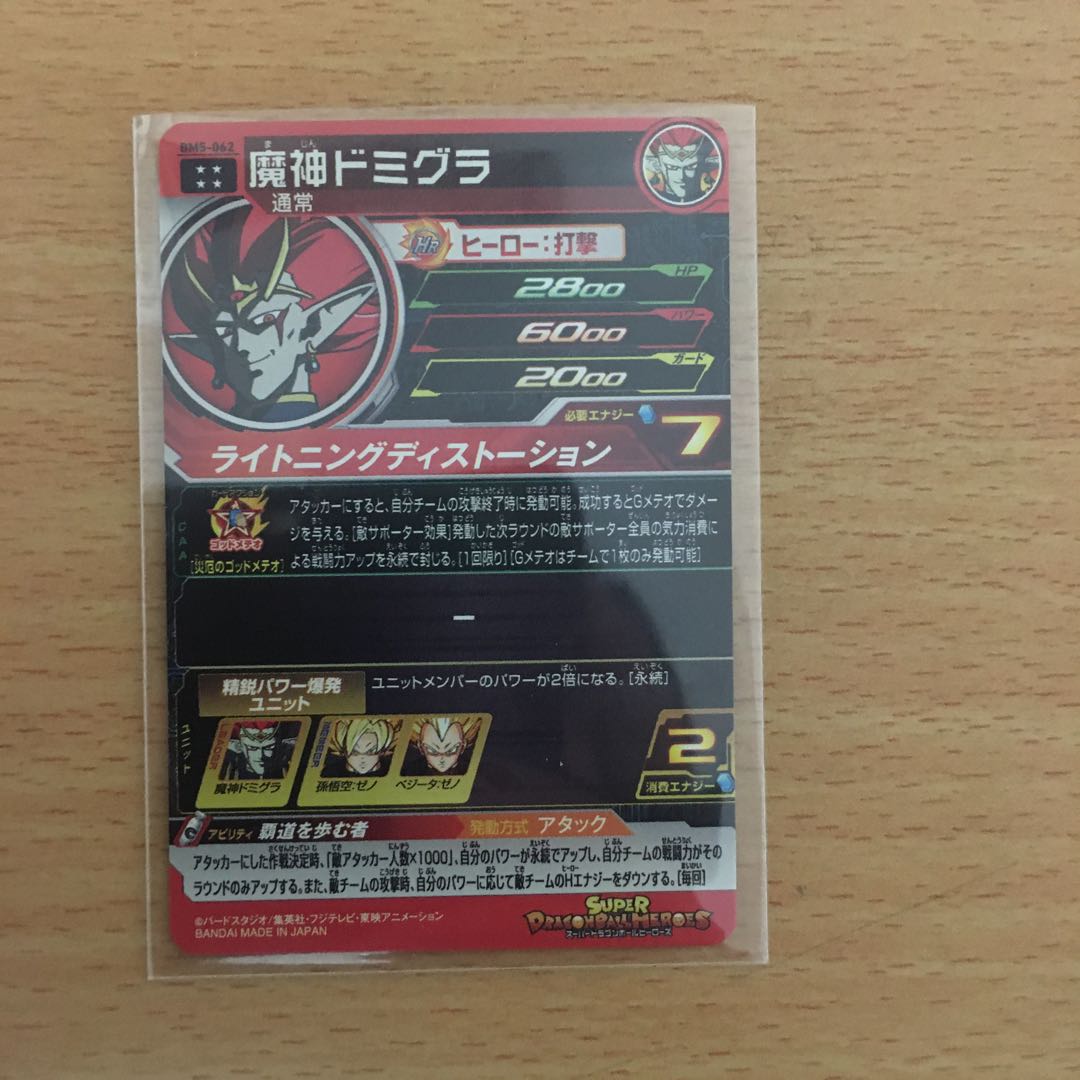 BM5-062
ま じん
魔神ドミグラ
通常
HR
ヒーロー:打撃
HP
2800
パワー
6000
ガード
2000
必要エナジー
7
ライトニングディストーション
CAA
ゴッドメテオ
[災厄のゴッドメテオ]
アタッカーにすると、自分チームの攻撃終了時に発動可能。成功するとGメテオでダメ
ージを与える。[敵サポーター効果]発動した次ラウンドの敵サポーター全員の気力消費に
よる戦闘力アップを永続で封じる。[1回限り][Gメテオはチームで1枚のみ発動可能]
ー
ユニット
精鋭パワー爆発
ユニット
ばい
えいぞく
ユニットメンバーのパワーが2倍になる。[永続]
LEADER
魔神ドミグラ
MEMBER
孫悟空:ゼノ
ベジータ:ゼノ
2
消費エナジー
アビリティ 覇道を歩む者
発動方式 アタック
アタッカーにした作戦決定時、「敵アタッカー人数×1000」、自分のパワーが永続でアップし、自分チームの戦闘力がその
ラウンドのみアップする。また、敵チームの攻撃時、自分のパワーに応じて敵チームのHエナジーをダウンする。[毎回]
©バードスタジオ/集英社・フジテレビ・東映アニメーション
BANDAI MADE IN JAPAN
SUPER
DRAGONBALL HEROES
スーパードラゴンボールヒーローズ